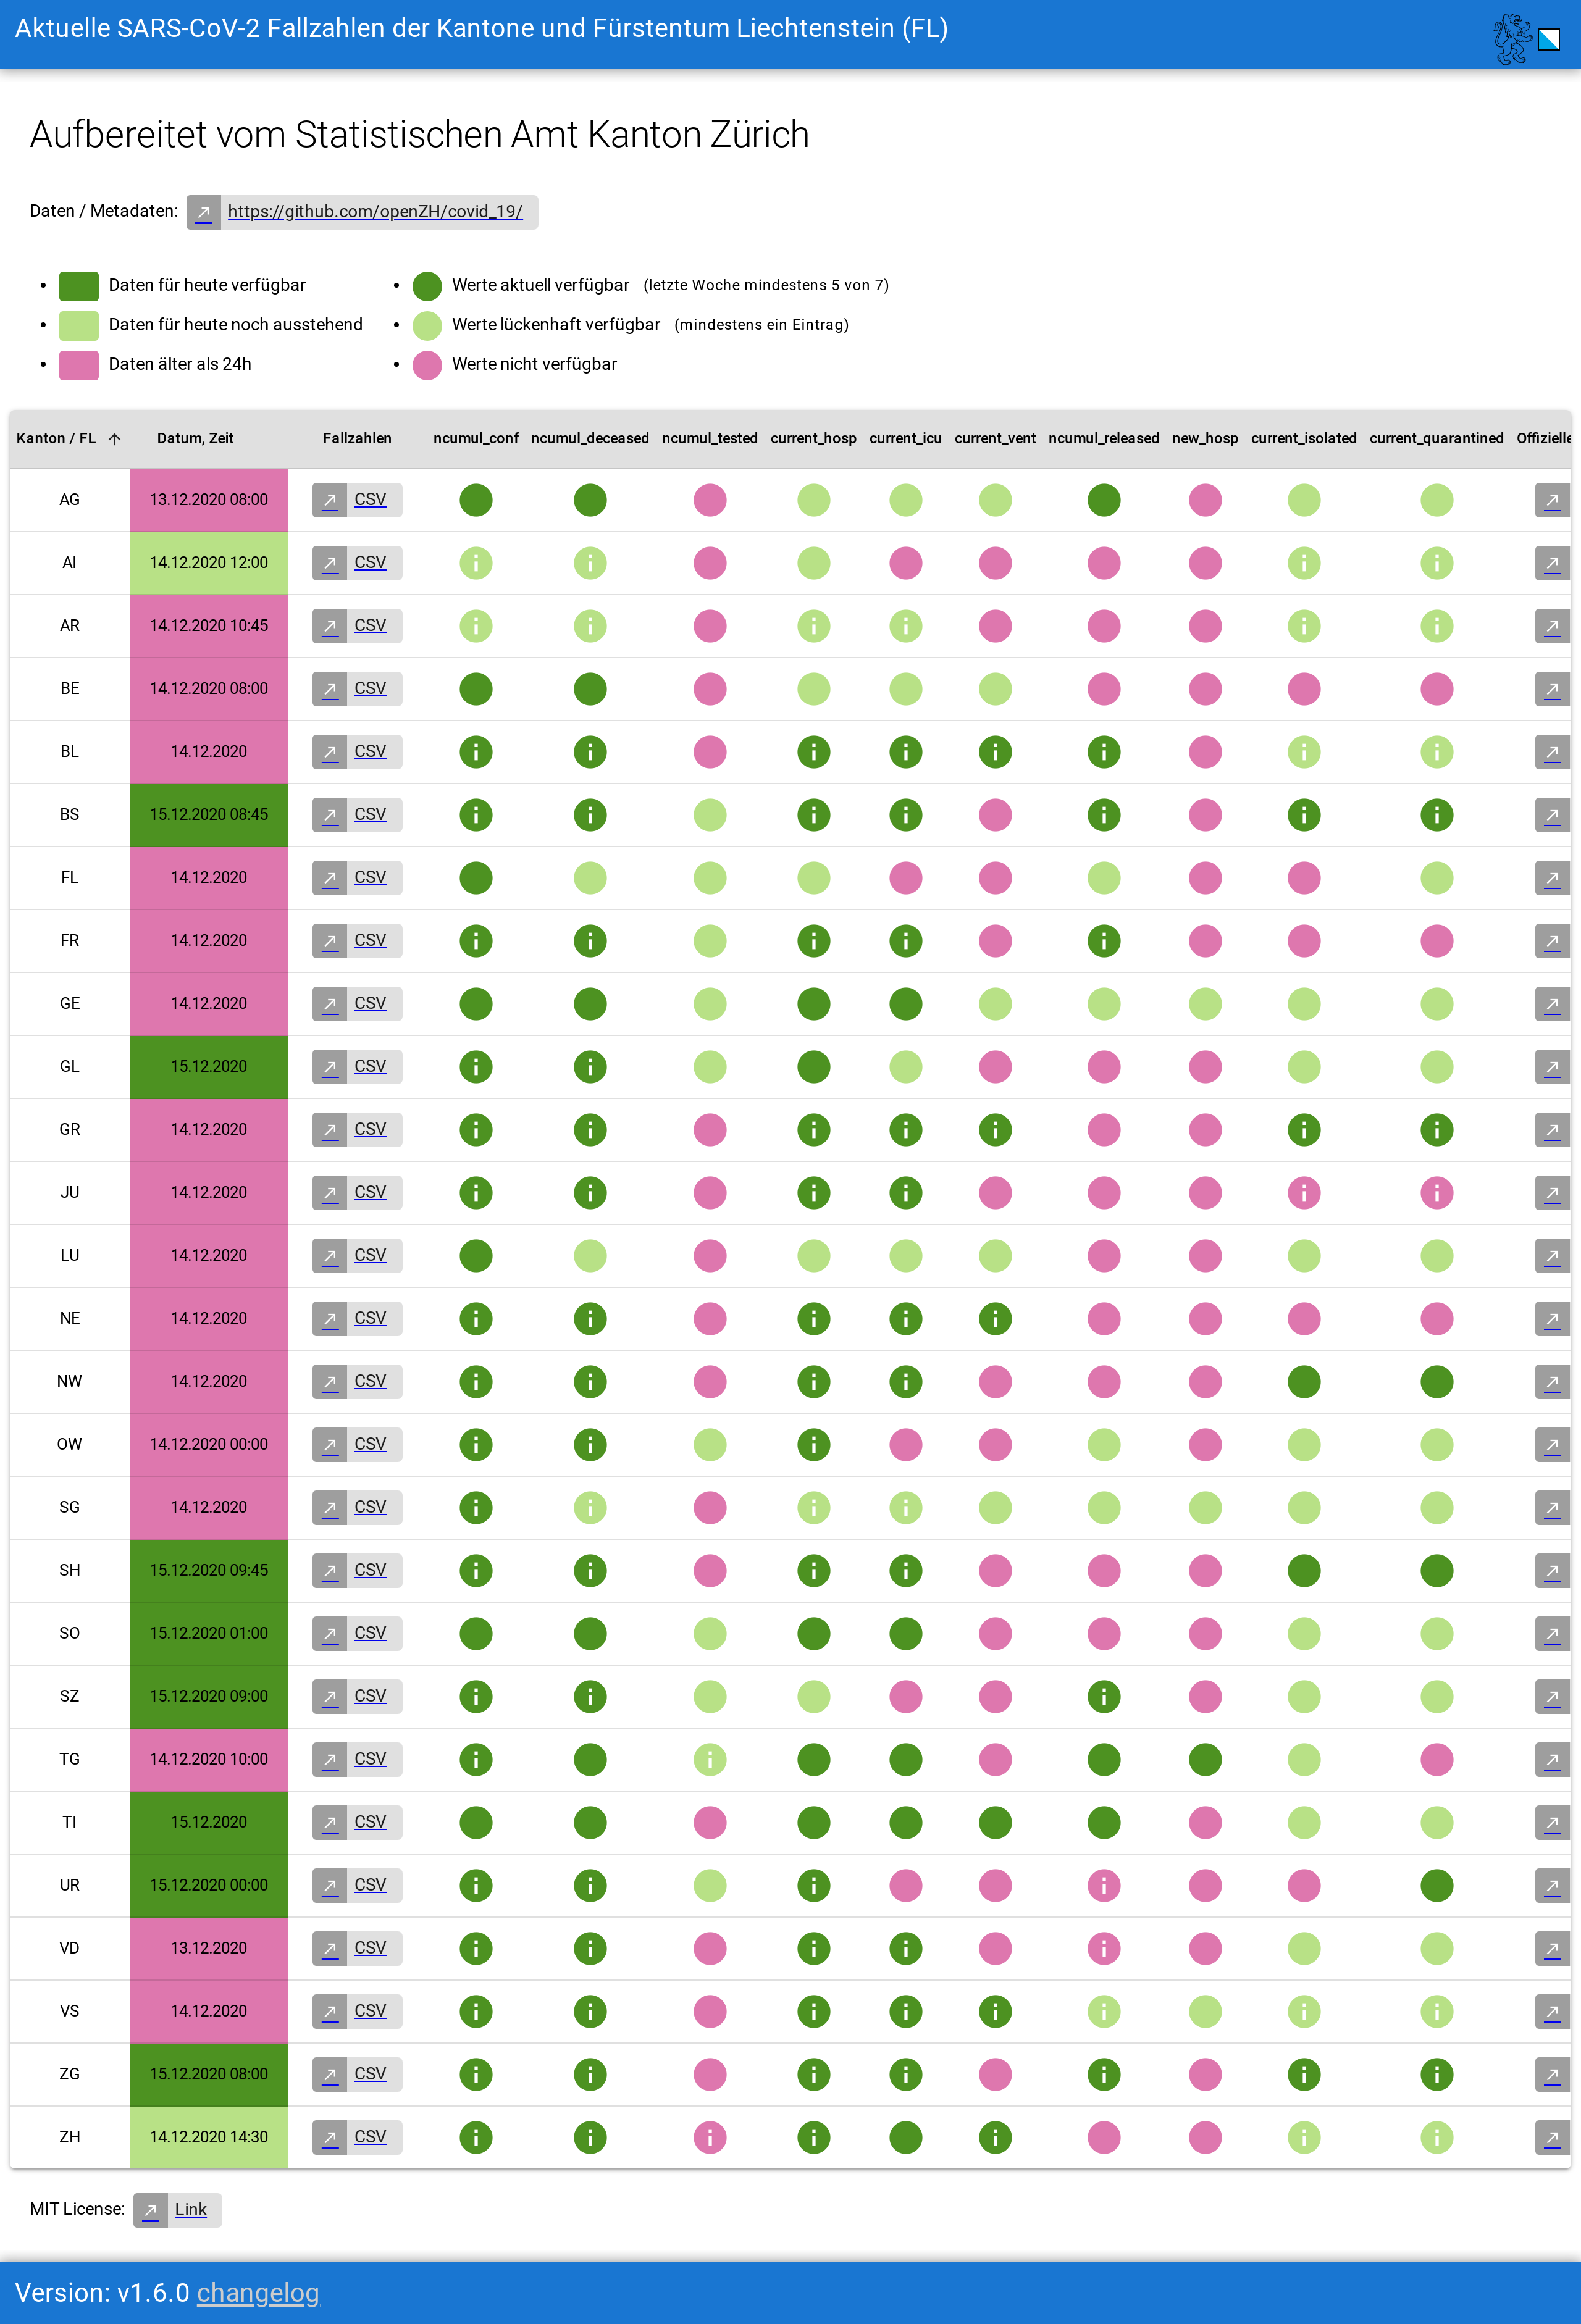 Aktuelle SARS-CoV-2 Fallzahlen der Kantone und Fürstentum Liechtenstein (FL)
Aufbereitet vom Statistischen Amt Kanton Zürich
Daten / Metadaten: https://github.com/openZH/covid_19/
Daten für heute verfügbar
Daten für heute noch ausstehend
Daten älter als 24h
Werte aktuell verfügbar (letzte Woche mindestens 5 von 7)
Werte lückenhaft verfügbar (mindestens ein Eintrag)
Werte nicht verfügbar
Kanton / FL Datum, Zeit Fallzahlen ncumul_conf ncumul_deceased ncumul_tested current_hosp current_icu current_vent ncumul_released new_hosp current_isolated current_quarantined Offizielle
AG 13.12.2020 08:00 CSV
AI 14.12.2020 12:00 CSV
AR 14.12.2020 10:45 CSV
BE 14.12.2020 08:00 CSV
BL 14.12.2020 CSV
BS 15.12.2020 08:45 CSV
FL 14.12.2020 CSV
FR 14.12.2020 CSV
GE 14.12.2020 CSV
GL 15.12.2020 CSV
GR 14.12.2020 CSV
JU 14.12.2020 CSV
LU 14.12.2020 CSV
NE 14.12.2020 CSV
NW 14.12.2020 CSV
OW 14.12.2020 00:00 CSV
SG 14.12.2020 CSV
SH 15.12.2020 09:45 CSV
SO 15.12.2020 01:00 CSV
SZ 15.12.2020 09:00 CSV
TG 14.12.2020 10:00 CSV
TI 15.12.2020 CSV
UR 15.12.2020 00:00 CSV
VD 13.12.2020 CSV
VS 14.12.2020 CSV
ZG 15.12.2020 08:00 CSV
ZH 14.12.2020 14:30 CSV
MIT License: Link
Version: v1.6.0 changelog